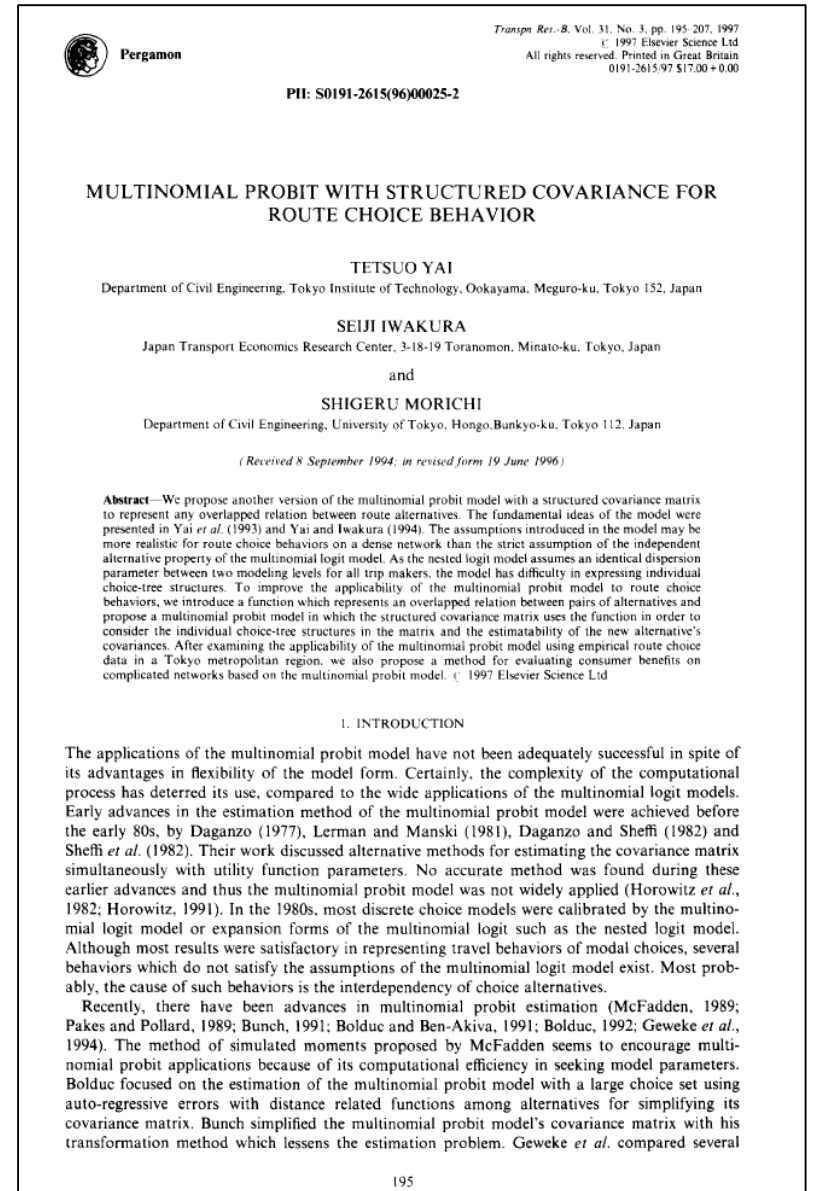 Pergamon
Transpn Res.-B, Vol. 31, No. 3, pp. 195-207, 1997
© 1997 Elsevier Science Ltd
All rights reserved. Printed in Great Britain
0191-2615/97 $17.00 + 0.00
PII: S0191-2615(96)00025-2
MULTINOMIAL PROBIT WITH STRUCTURED COVARIANCE FOR
ROUTE CHOICE BEHAVIOR
TETSUO YAI
Department of Civil Engineering, Tokyo Institute of Technology, Ookayama, Meguro-ku, Tokyo 152, Japan
SEIJI IWAKURA
Japan Transport Economics Research Center, 3-18-19 Toranomon, Minato-ku, Tokyo, Japan
and
SHIGERU MORICHI
Department of Civil Engineering, University of Tokyo, Hongo,Bunkyo-ku, Tokyo 112, Japan
(Received 8 September 1994; in revised form 19 June 1996)
Abstract—We propose another version of the multinomial probit model with a structured covariance matrix
to represent any overlapped relation between route alternatives. The fundamental ideas of the model were
presented in Yai et al. (1993) and Yai and Iwakura (1994). The assumptions introduced in the model may be
more realistic for route choice behaviors on a dense network than the strict assumption of the independent
alternative property of the multinomial logit model. As the nested logit model assumes an identical dispersion
parameter between two modeling levels for all trip makers, the model has difficulty in expressing individual
choice-tree structures. To improve the applicability of the multinomial probit model to route choice
behaviors, we introduce a function which represents an overlapped relation between pairs of alternatives and
propose a multinomial probit model in which the structured covariance matrix uses the function in order to
consider the individual choice-tree structures in the matrix and the estimatability of the new alternative's
covariances. After examining the applicability of the multinomial probit model using empirical route choice
data in a Tokyo metropolitan region, we also propose a method for evaluating consumer benefits on
complicated networks based on the multinomial probit model. © 1997 Elsevier Science Ltd
1. INTRODUCTION
The applications of the multinomial probit model have not been adequately successful in spite of
its advantages in flexibility of the model form. Certainly, the complexity of the computational
process has deterred its use, compared to the wide applications of the multinomial logit models.
Early advances in the estimation method of the multinomial probit model were achieved before
the early 80s, by Daganzo (1977), Lerman and Manski (1981), Daganzo and Sheffi (1982) and
Sheffi et al. (1982). Their work discussed alternative methods for estimating the covariance matrix
simultaneously with utility function parameters. No accurate method was found during these
earlier advances and thus the multinomial probit model was not widely applied (Horowitz et al.,
1982; Horowitz, 1991). In the 1980s, most discrete choice models were calibrated by the multino-
mial logit model or expansion forms of the multinomial logit such as the nested logit model.
Although most results were satisfactory in representing travel behaviors of modal choices, several
behaviors which do not satisfy the assumptions of the multinomial logit model exist. Most prob-
ably, the cause of such behaviors is the interdependency of choice alternatives.
Recently, there have been advances in multinomial probit estimation (McFadden, 1989;
Pakes and Pollard, 1989; Bunch, 1991; Bolduc and Ben-Akiva, 1991; Bolduc, 1992; Geweke et al.,
1994). The method of simulated moments proposed by McFadden seems to encourage multi-
nomial probit applications because of its computational efficiency in seeking model parameters.
Bolduc focused on the estimation of the multinomial probit model with a large choice set using
auto-regressive errors with distance related functions among alternatives for simplifying its
covariance matrix. Bunch simplified the multinomial probit model's covariance matrix with his
transformation method which lessens the estimation problem. Geweke et al. compared several
195